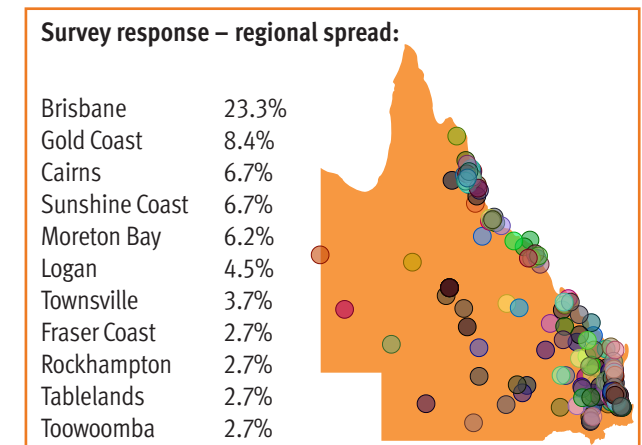 Survey response – regional spread:
Brisbane 23.3%
Gold Coast 8.4%
Cairns 6.7%
Sunshine Coast 6.7%
Moreton Bay 6.2%
Logan 4.5%
Townsville 3.7%
Fraser Coast 2.7%
Rockhampton 2.7%
Tablelands 2.7%
Toowoomba 2.7%